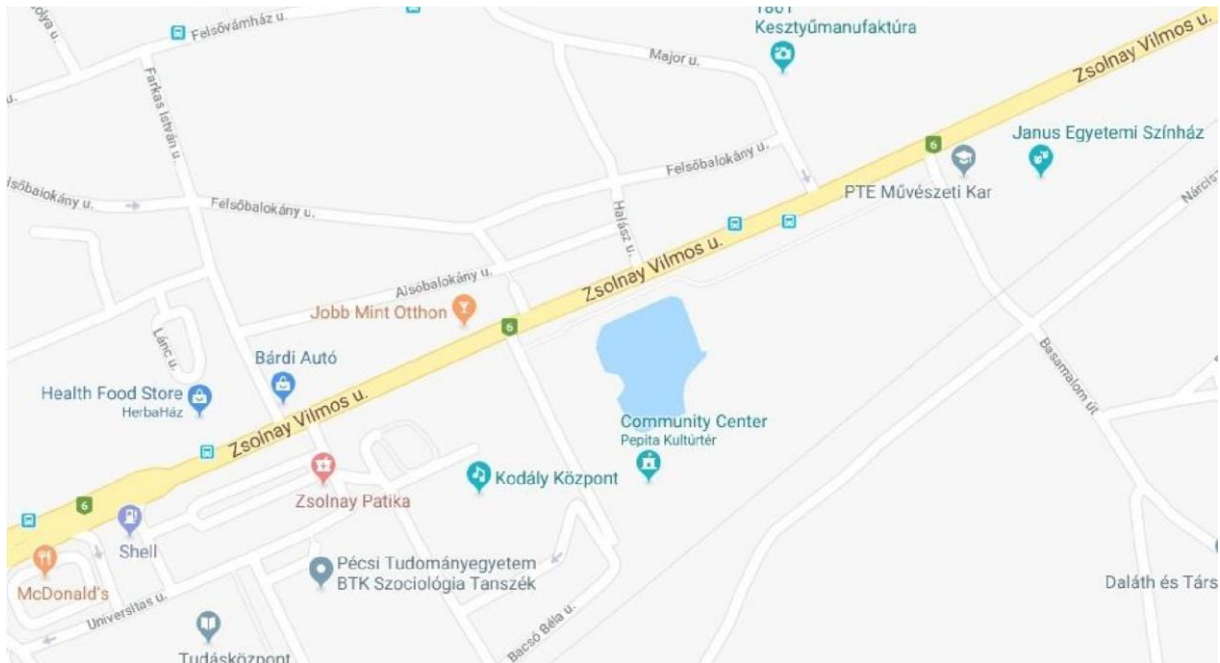 Felsővámház u.
1801
Kesztyűmanufaktúra
Major u.
Zsolnay Vilmos u.
Farkas István u.
6
Janus Egyetemi Színház
PTE Művészeti Kar
Felsőbalokány u.
Felsőbalokány u.
Halász u.
Zsolnay Vilmos u.
Alsóbalokány u.
Jobb Mint Otthon
6
Lánc u.
Bárdi Autó
Health Food Store
HerbaHáz
Zsolnay Vilmos u.
Basamalom út
Community Center
Pepita Kultúrtér
Kodály Központ
Zsolnay Patika
6
Shell
McDonald's
Pécsi Tudományegyetem
BTK Szociológia Tanszék
Universitas u.
Bacsó Béla u.
Daláth és Társ
Tudásközpont